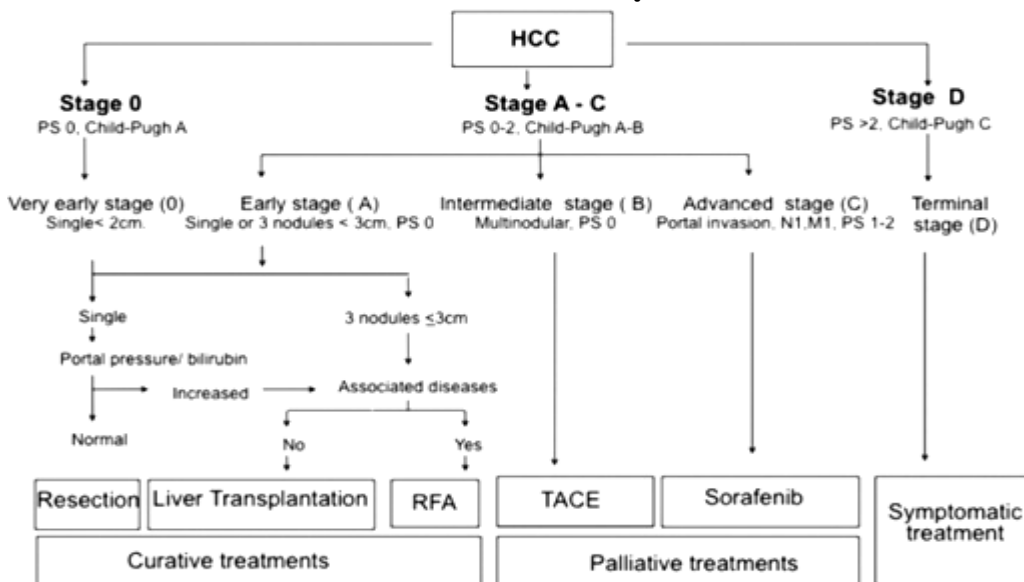 HCC
Stage 0
PS 0, Child-Pugh A
Stage A - C
PS 0-2, Child-Pugh A-B
Stage D
PS >2, Child-Pugh C
Very early stage (0)
Single< 2cm.
Early stage ( A)
Single or 3 nodules < 3cm, PS 0
Intermediate stage ( B)
Multinodular, PS 0
Advanced stage (C)
Portal invasion, N1,M1, PS 1-2
Terminal
stage (D)
Single
3 nodules ≤3cm
Portal pressure/ bilirubin
Increased
Associated diseases
Normal
No
Yes
Resection
Liver Transplantation
RFA
TACE
Sorafenib
Symptomatic
treatment
Curative treatments
Palliative treatments